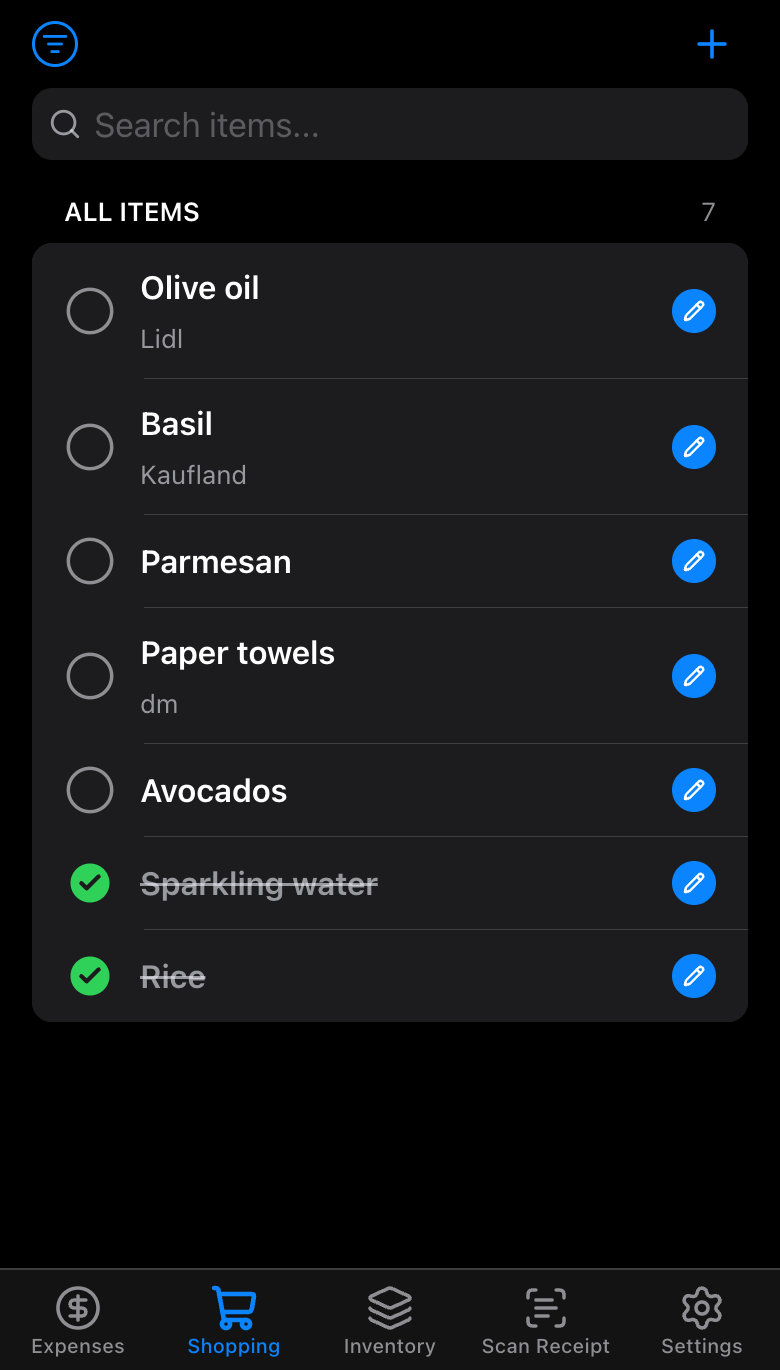 Search items...
ALL ITEMS 7
Olive oil
Lidl
Basil
Kaufland
Parmesan
Paper towels
dm
Avocados
Sparkling water
Rice
Expenses Shopping Inventory Scan Receipt Settings